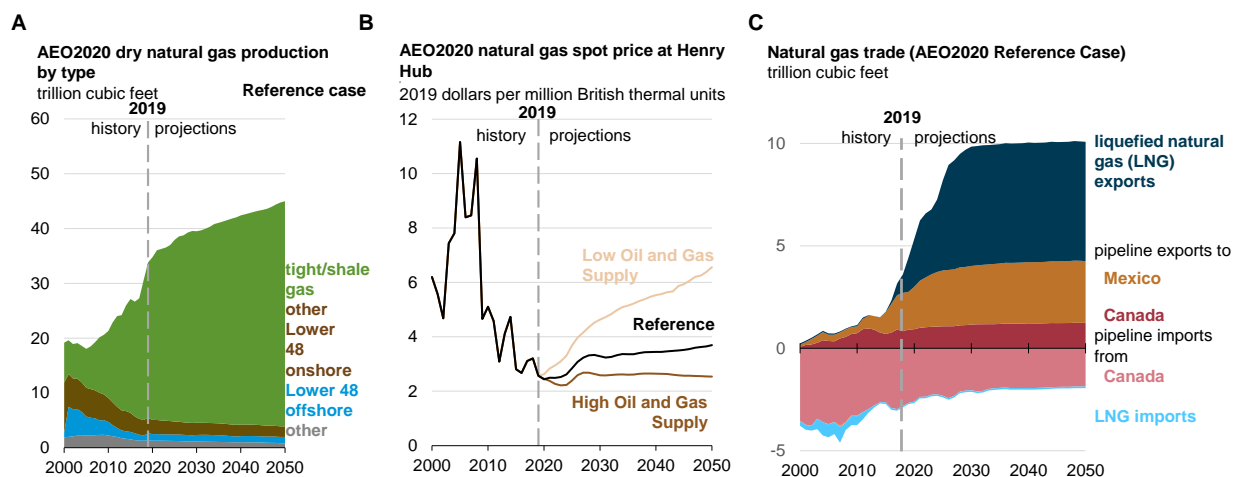 A
AEO2020 dry natural gas production
by type
trillion cubic feet
Reference case
2019
history
projections
60
50
40
30
20
10
0
2000 2010 2020 2030 2040 2050
tight/shale
gas
other
Lower
48
onshore
Lower 48
offshore
other
B
AEO2020 natural gas spot price at Henry
Hub
2019 dollars per million British thermal units
2019
history
projections
12
10
8
6
4
2
0
2000 2010 2020 2030 2040 2050
Low Oil and Gas
Supply
Reference
High Oil and Gas
Supply
C
Natural gas trade (AEO2020 Reference Case)
trillion cubic feet
2019
history
projections
10
5
0
-5
2000 2010 2020 2030 2040 2050
liquefied natural
gas (LNG)
exports
pipeline exports to
Mexico
Canada
pipeline imports
from
Canada
LNG imports